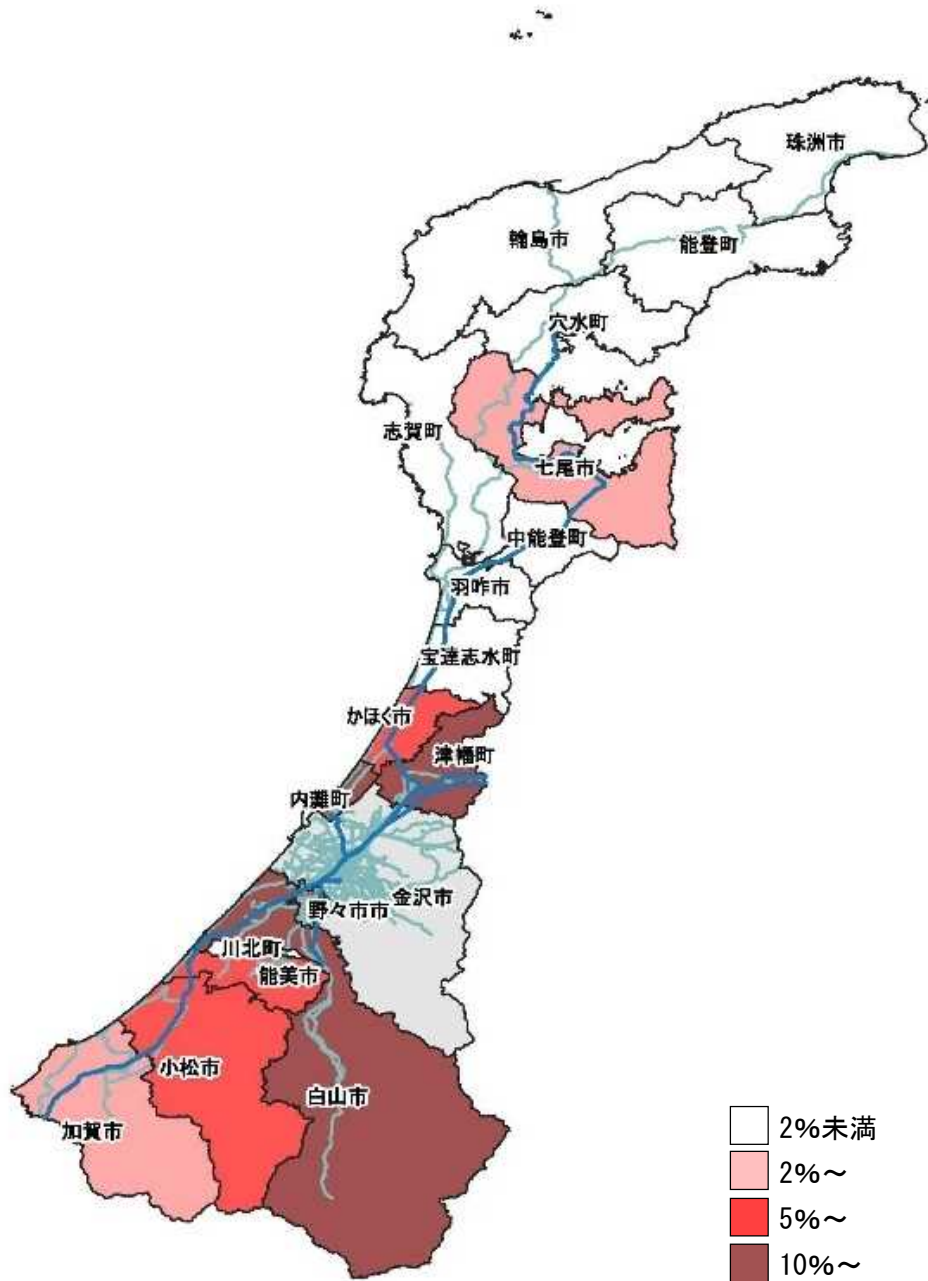 珠洲市
輪島市
能登町
穴水町
志賀町
七尾市
中能登町
羽咋市
宝達志水町
かほく市
津幡町
内灘町
金沢市
野々市市
川北町
能美市
小松市
白山市
加賀市
2%未満
2%～
5%～
10%～